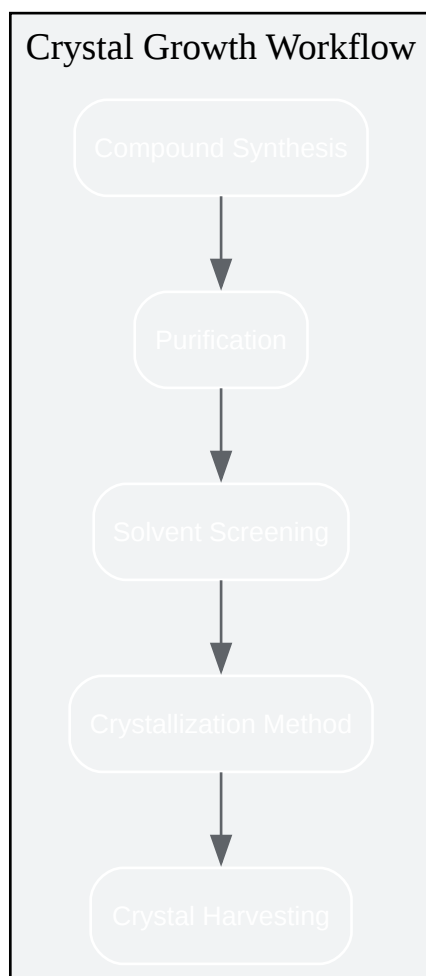 Crystal Growth Workflow
Compound Synthesis
Purification
Solvent Screening
Crystallization Method
Crystal Harvesting